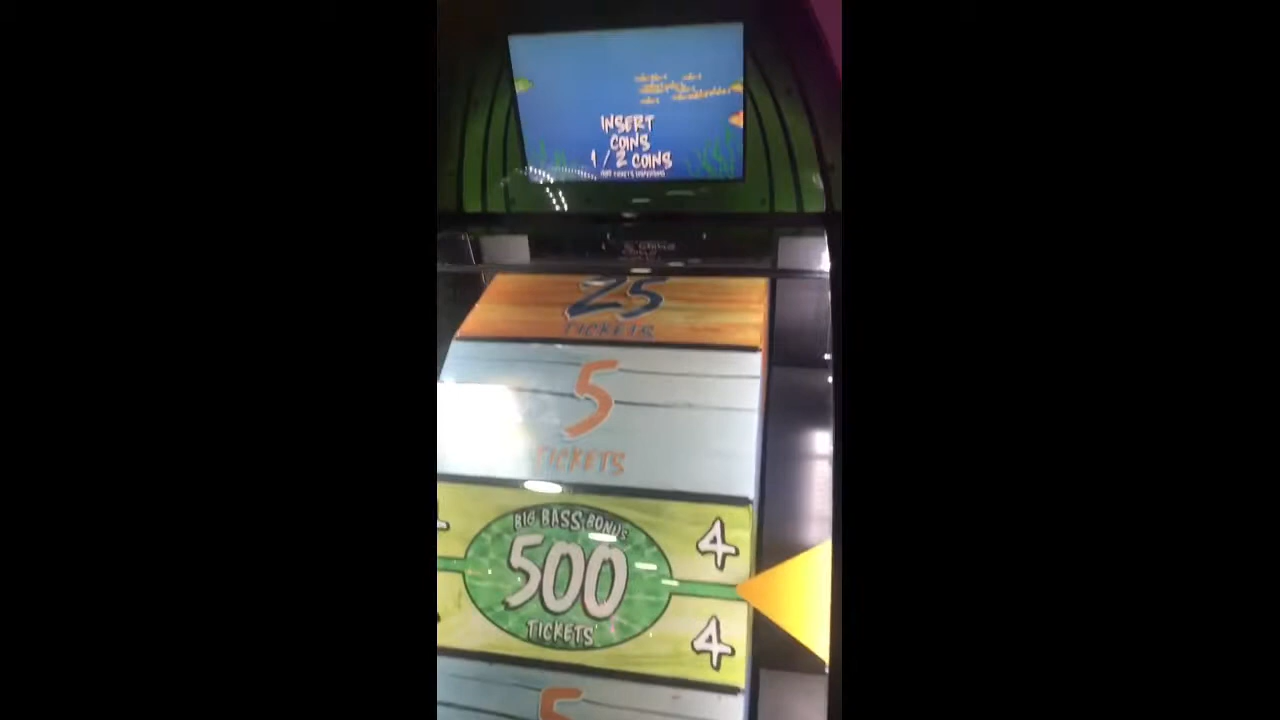 INSERT
COINS
1 / 2 COINS
25
TICKETS
5
TICKETS
BIG BASS BONUS
500
TICKETS
4
4
5